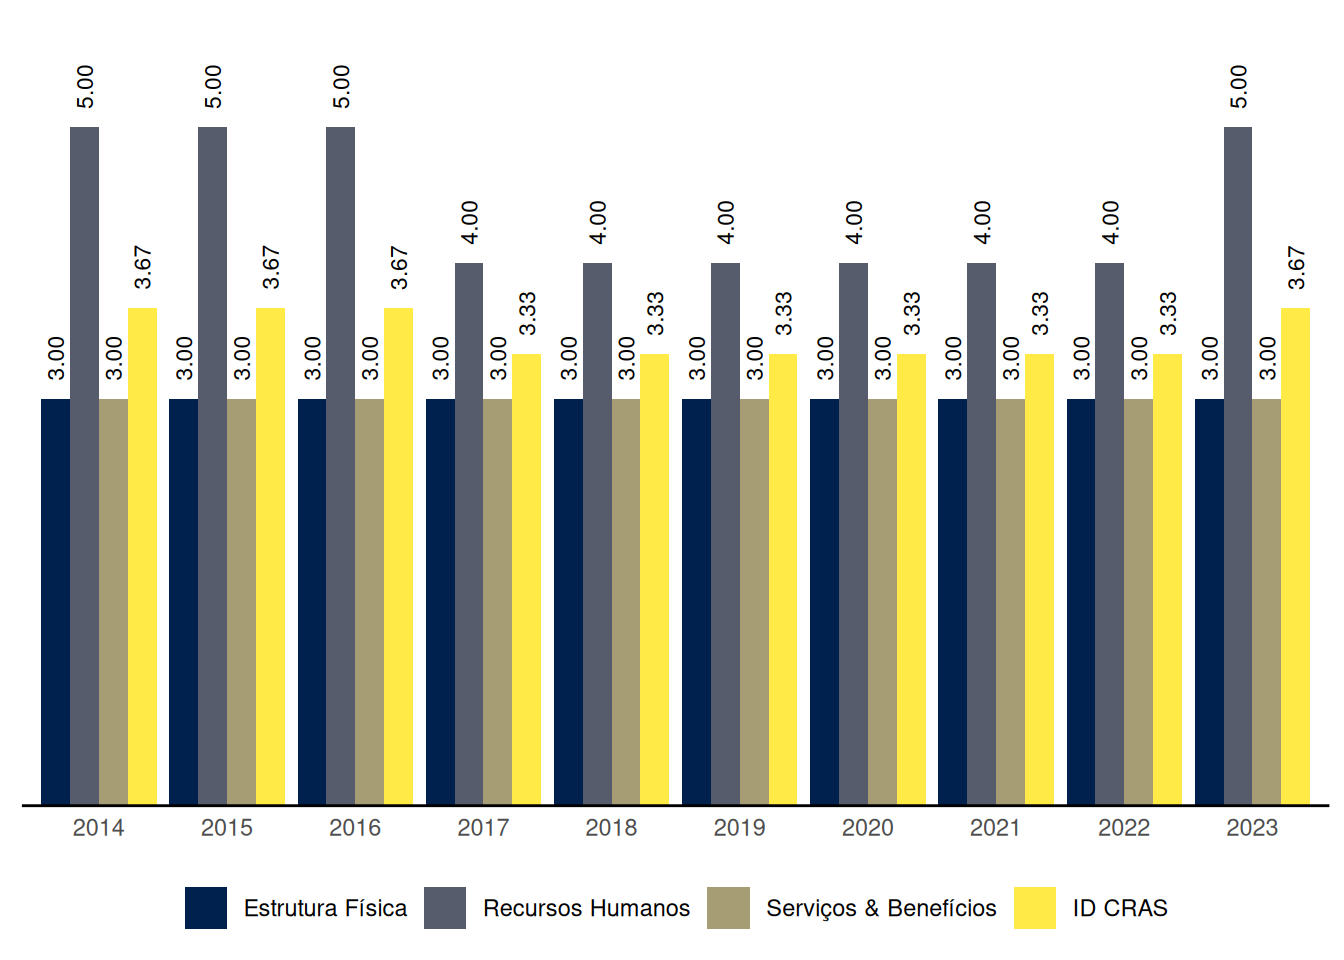 5.00 5.00 5.00 5.00
4.00 4.00 4.00 4.00 4.00 4.00
3.67 3.67 3.67 3.67
3.33 3.33 3.33 3.33 3.33 3.33
3.00 3.00 3.00 3.00 3.00 3.00 3.00 3.00 3.00 3.00 3.00 3.00 3.00 3.00 3.00 3.00 3.00 3.00 3.00 3.00
2014 2015 2016 2017 2018 2019 2020 2021 2022 2023
Estrutura Física Recursos Humanos Serviços & Benefícios ID CRAS